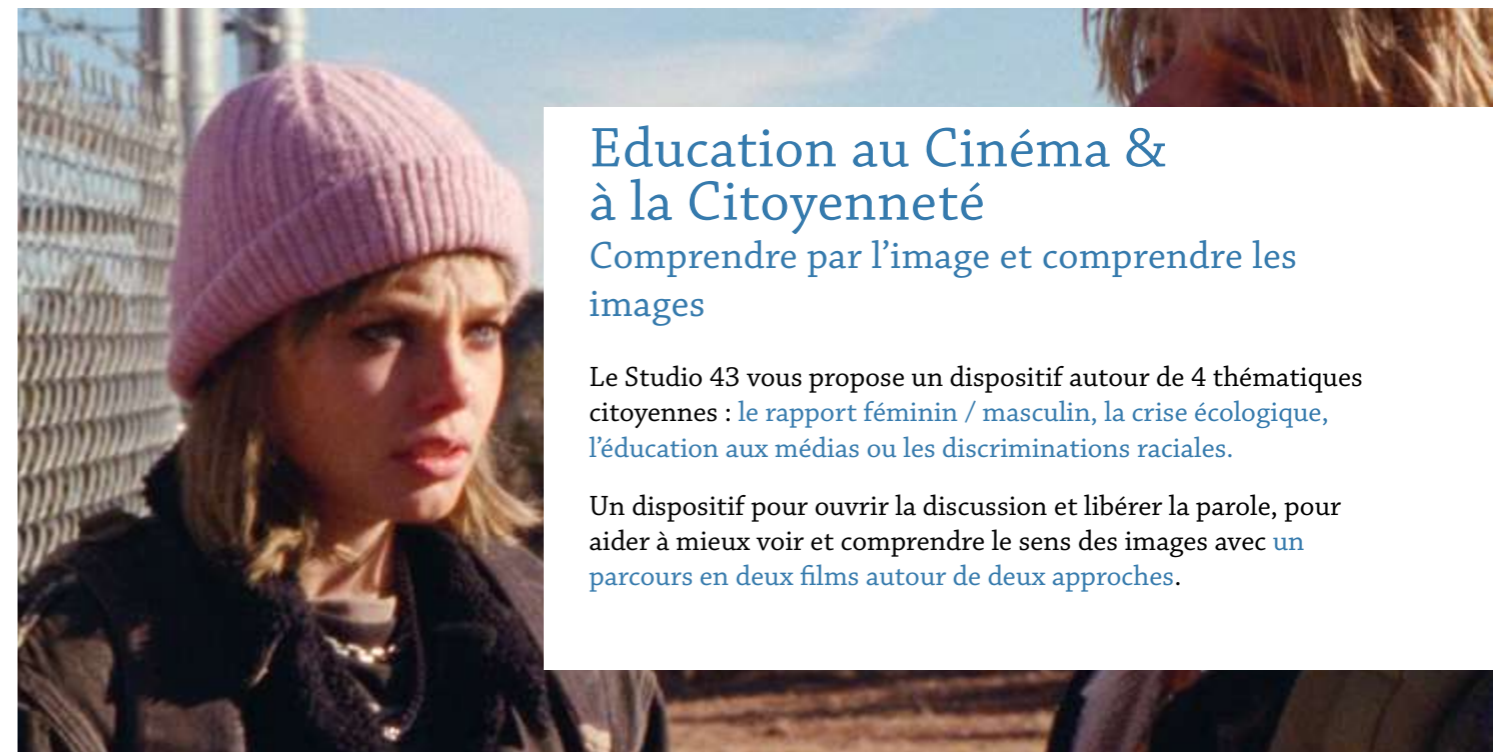 Education au Cinéma &
à la Citoyenneté
Comprendre par l’image et comprendre les
images
Le Studio 43 vous propose un dispositif autour de 4 thématiques
citoyennes : le rapport féminin / masculin, la crise écologique,
l’éducation aux médias ou les discriminations raciales.
Un dispositif pour ouvrir la discussion et libérer la parole, pour
aider à mieux voir et comprendre le sens des images avec un
parcours en deux films autour de deux approches.